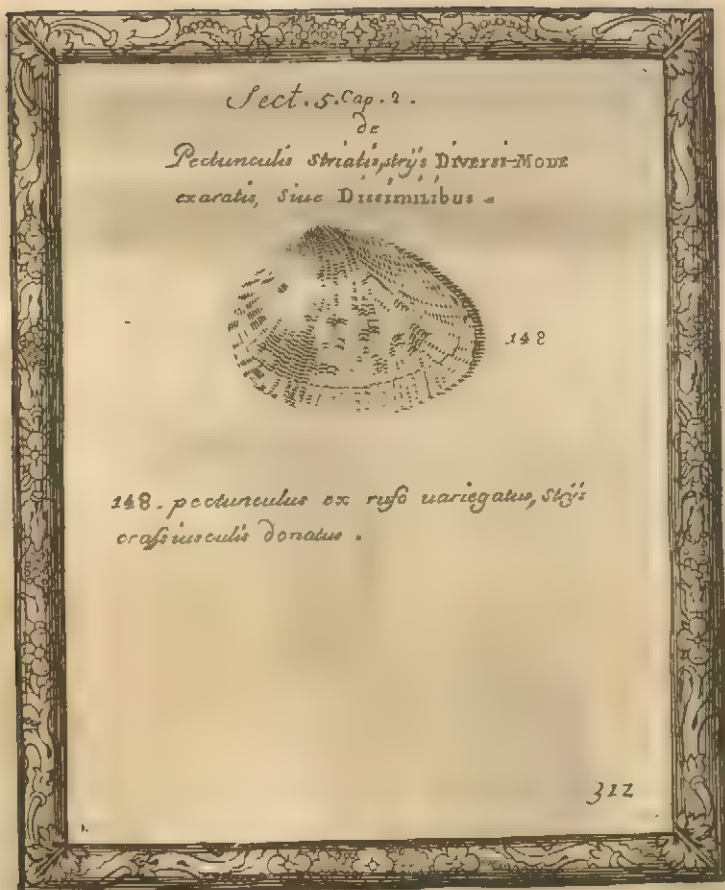 Sect. 5. Cap. 2.
de
Pectunculis striatis, strijs Diversi-Mode
exaratis, siue Dissimilibus.
148
148. pectunculus ex rufo uariegatus, strijs
crassiusculis donatus.
312